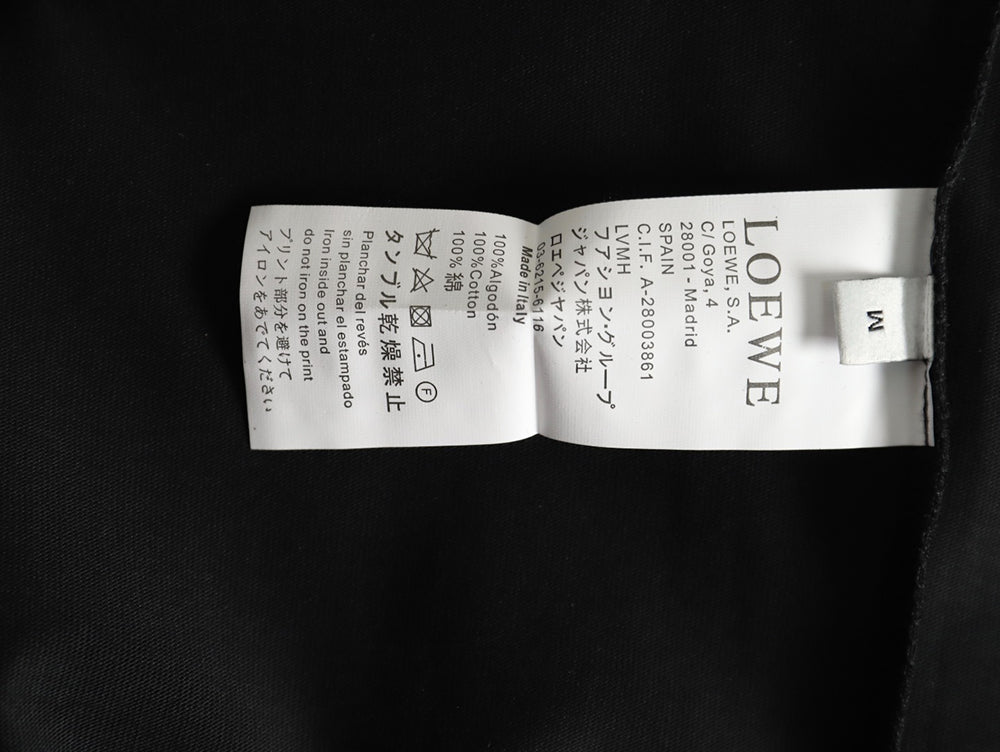 M
LOEWE
LOEWE, S.A.
C/ Goya, 4
28001 - Madrid
SPAIN
C.I.F. A-28003861
LVMH
ファション・グループ
ジャパン株式会社
ロエベジャパン
03-6215-6116
Made in Italy
100%Algodón
100%Cotton
100%綿
F
タンブル乾燥禁止
Planchar del revés
sin planchar el estampado
Iron inside out and
do not iron on the print
プリント部分を避けて
アイロンをあててください